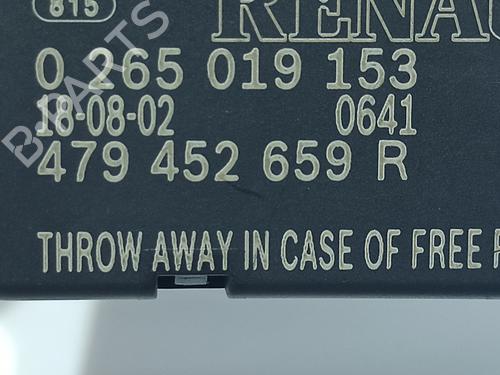 815
0 265 019 153
18-08-02 0641
479 452 659 R
THROW AWAY IN CASE OF FREE